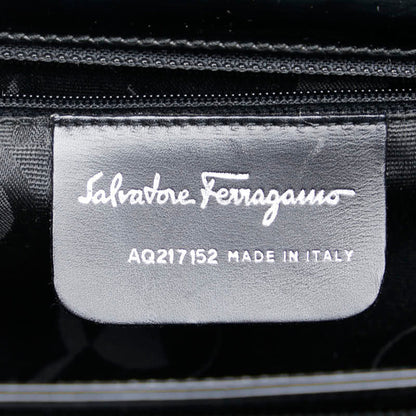 Salvatore Ferragamo
AQ217152 MADE IN ITALY